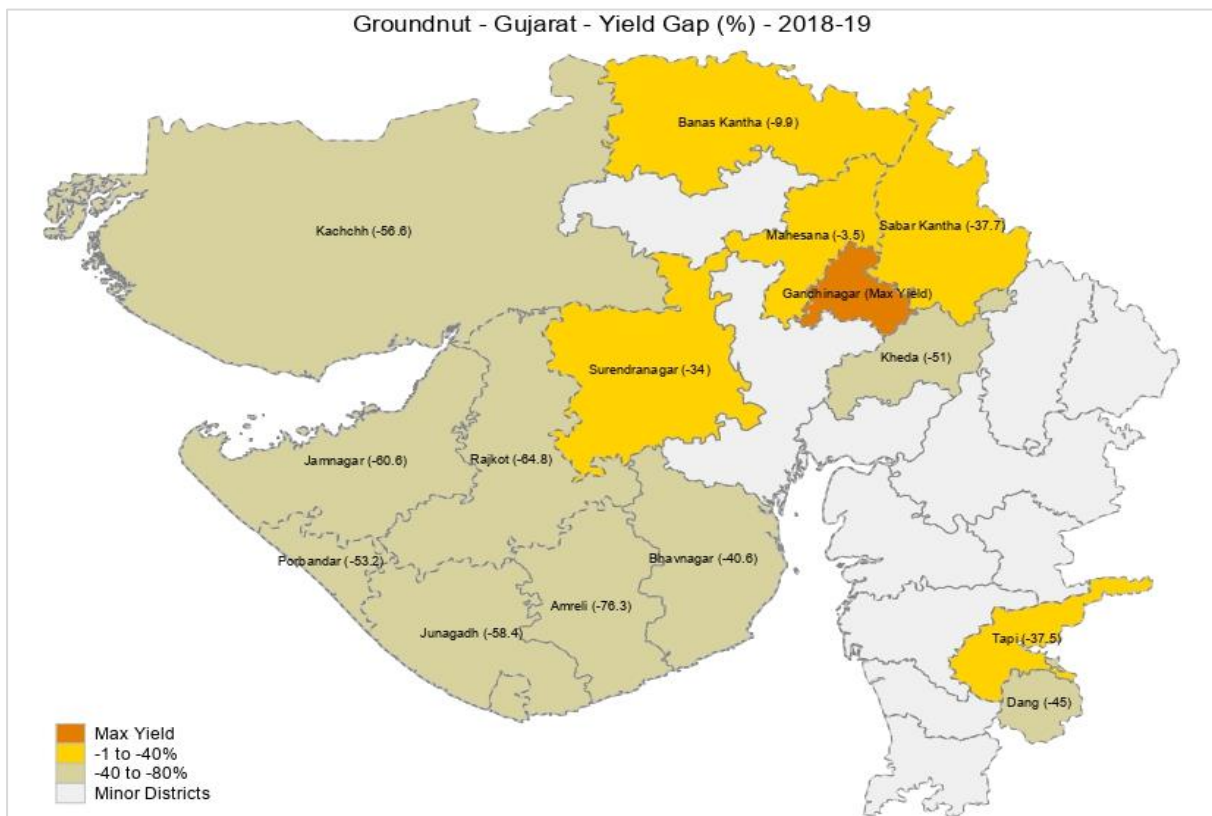 Groundnut - Gujarat - Yield Gap (%) - 2018-19
Banas Kantha (-9.9)
Kachchh (-56.6)
Mahesana (-3.5)
Sabar Kantha (-37.7)
Gandhinagar (Max Yield)
Kheda (-51)
Surendranagar (-34)
Jamnagar (-60.6)
Rajkot (-64.8)
Porbandar (-53.2)
Bhavnagar (-40.6)
Amreli (-76.3)
Junagadh (-58.4)
Tapi (-37.5)
Dang (-45)
Max Yield
-1 to -40%
-40 to -80%
Minor Districts